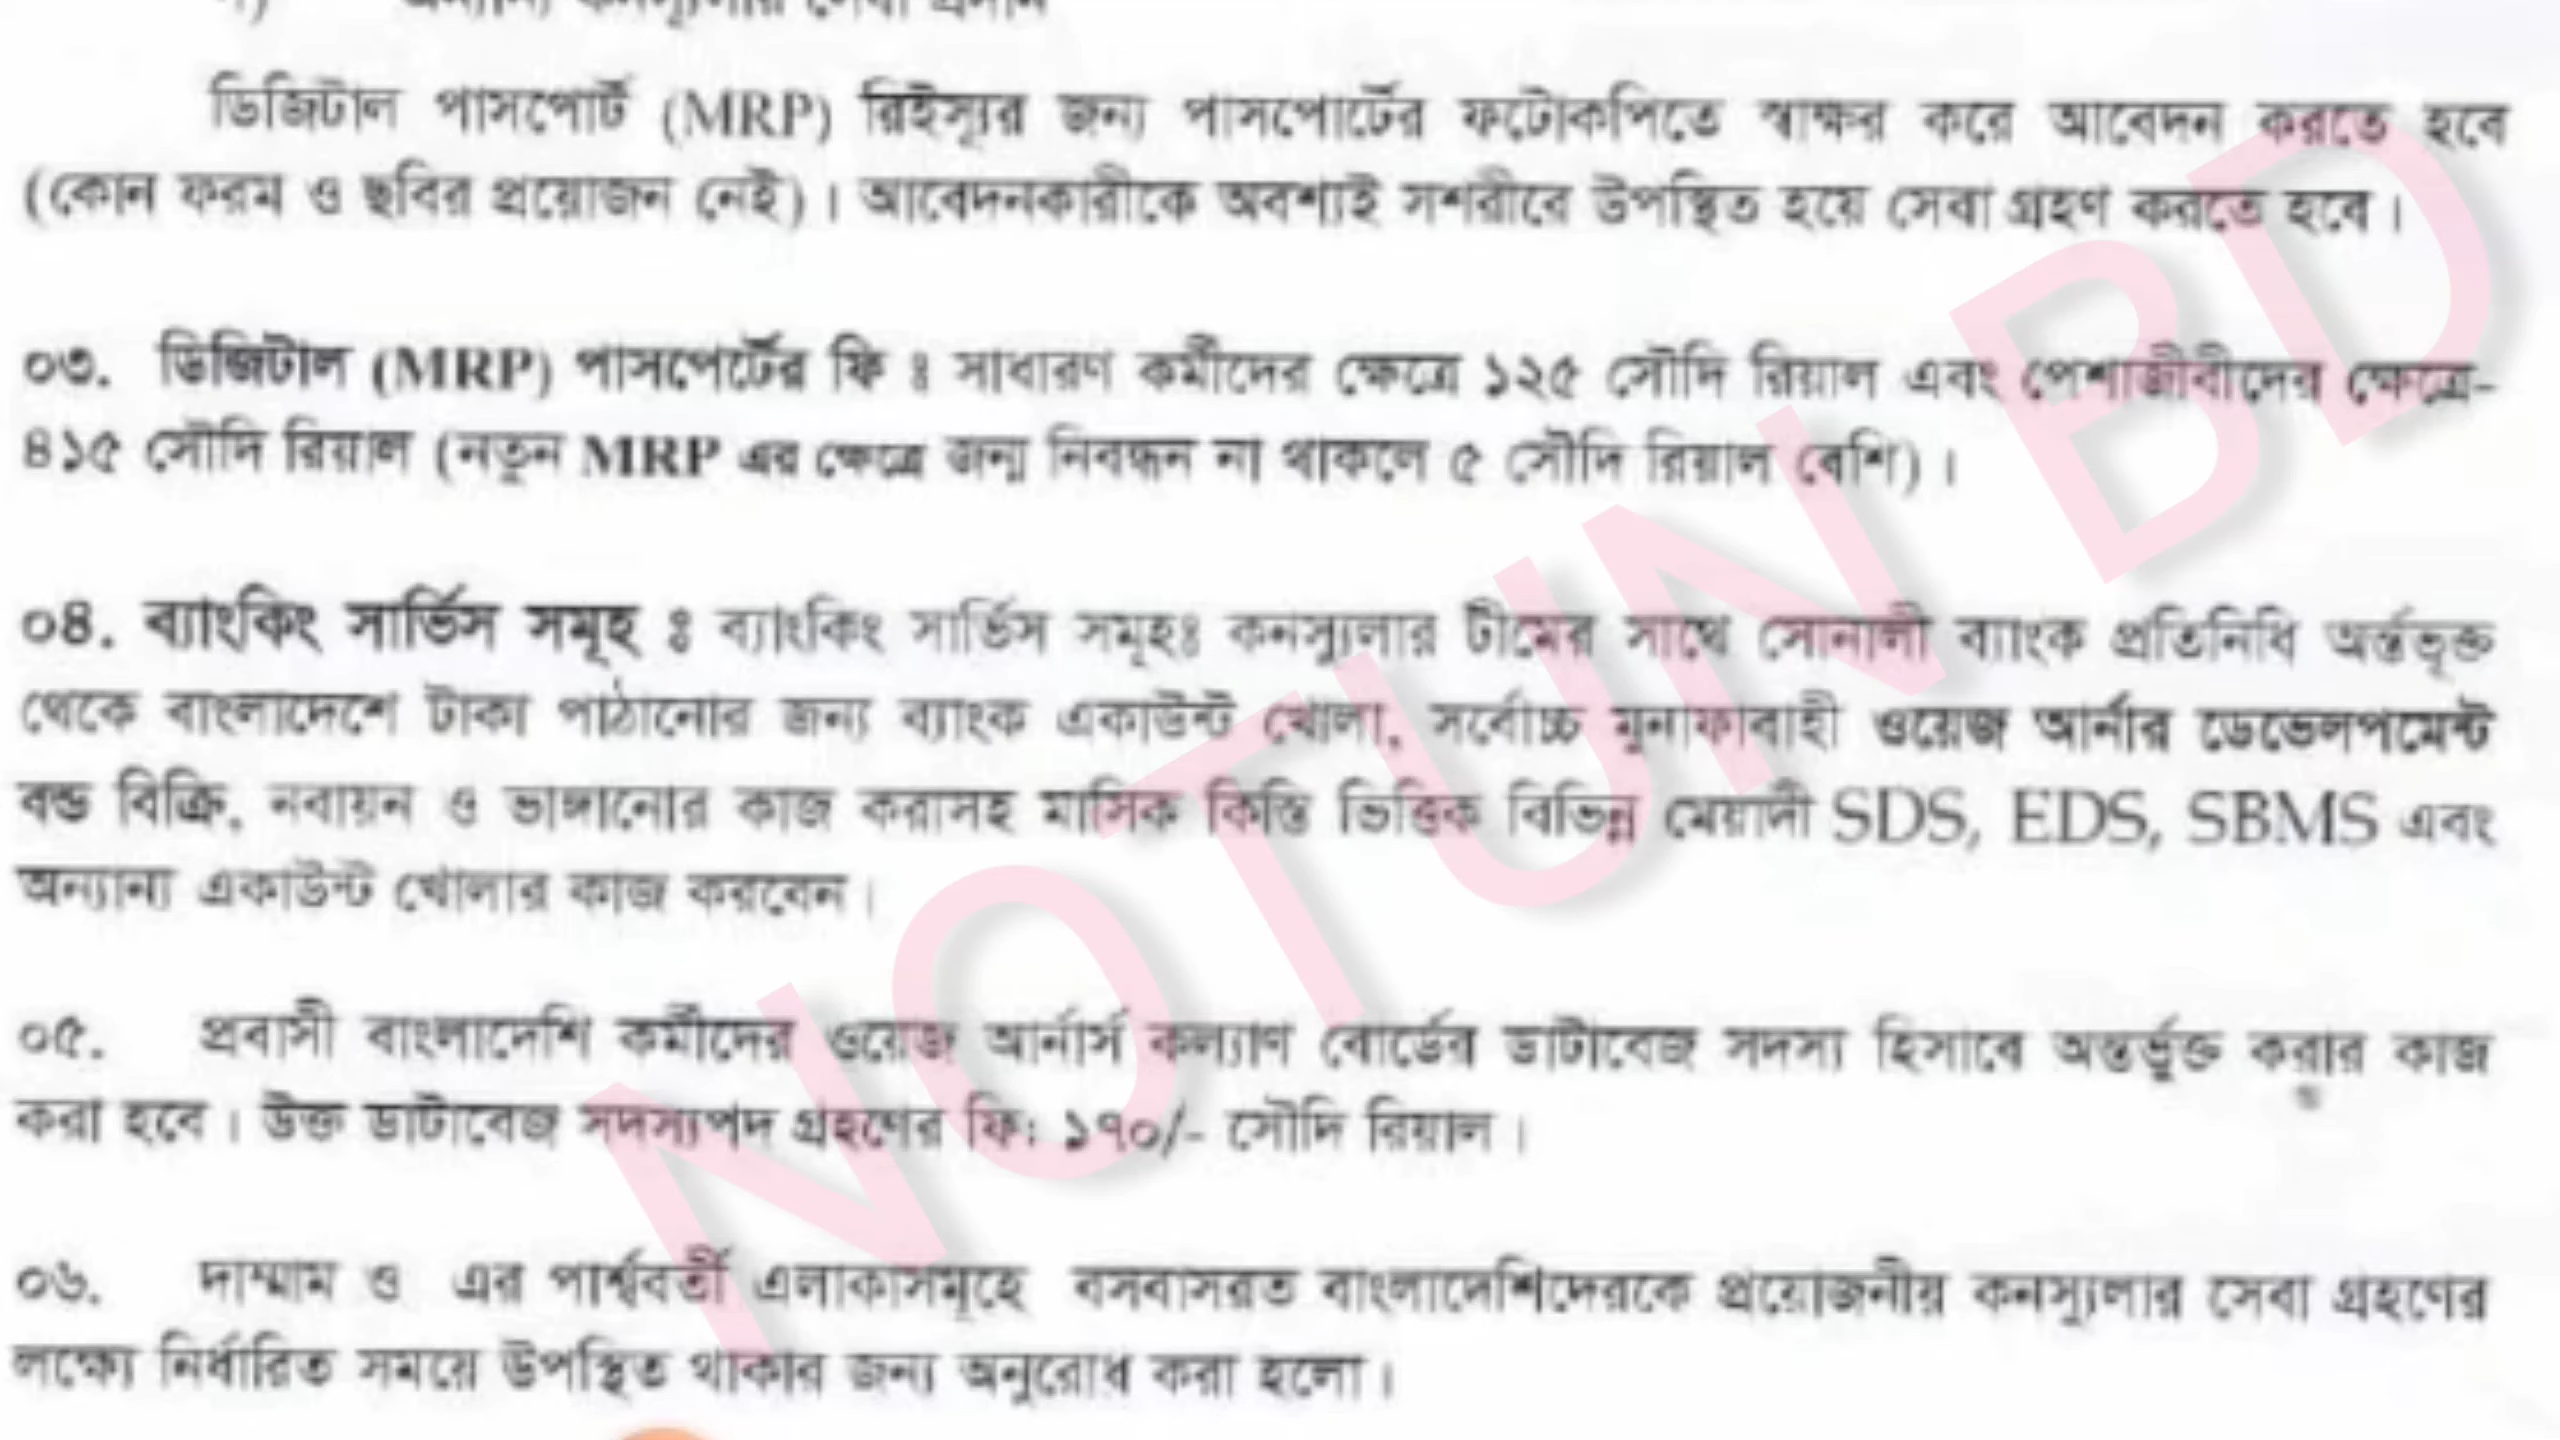 অন্যান্য কনস্যুলার সেবা প্রদান
ডিজিটাল পাসপোর্ট (MRP) রিইস্যুর জন্য পাসপোর্টের ফটোকপিতে স্বাক্ষর করে আবেদন করতে হবে
(কোন ফরম ও ছবির প্রয়োজন নেই)। আবেদনকারীকে অবশ্যই সশরীরে উপস্থিত হয়ে সেবা গ্রহণ করতে হবে।
০৩. ডিজিটাল (MRP) পাসপের্টের ফি ঃ সাধারণ কর্মীদের ক্ষেত্রে ১২৫ সৌদি রিয়াল এবং পেশাজীবীদের ক্ষেত্রে-
৪১৫ সৌদি রিয়াল (নতুন MRP এর ক্ষেত্রে জন্ম নিবন্ধন না থাকলে ৫ সৌদি রিয়াল বেশি)।
০৪. ব্যাংকিং সার্ভিস সমূহ ঃ ব্যাংকিং সার্ভিস সমূহঃ কনস্যুলার টীমের সাথে সোনালী ব্যাংক প্রতিনিধি অর্ন্তভূক্ত
থেকে বাংলাদেশে টাকা পাঠানোর জন্য ব্যাংক একাউন্ট খোলা, সর্বোচ্চ মুনাফাবাহী ওয়েজ আর্নার ডেভেলপমেন্ট
বন্ড বিক্রি, নবায়ন ও ভাঙ্গানোর কাজ করাসহ মাসিক কিস্তি ভিত্তিক বিভিন্ন মেয়াদী SDS, EDS, SBMS এবং
অন্যান্য একাউন্ট খোলার কাজ করবেন।
০৫. প্রবাসী বাংলাদেশি কর্মীদের ওয়েজ আর্নার্স কল্যাণ বোর্ডের ডাটাবেজ সদস্য হিসাবে অন্তর্ভুক্ত করার কাজ
করা হবে। উক্ত ডাটাবেজ সদস্যপদ গ্রহণের ফি: ১৭০/- সৌদি রিয়াল।
০৬. দাম্মাম ও এর পার্শ্ববর্তী এলাকাসমূহে বসবাসরত বাংলাদেশিদেরকে প্রয়োজনীয় কনস্যুলার সেবা গ্রহণের
লক্ষ্যে নির্ধারিত সময়ে উপস্থিত থাকার জন্য অনুরোধ করা হলো।
NOTUN BD